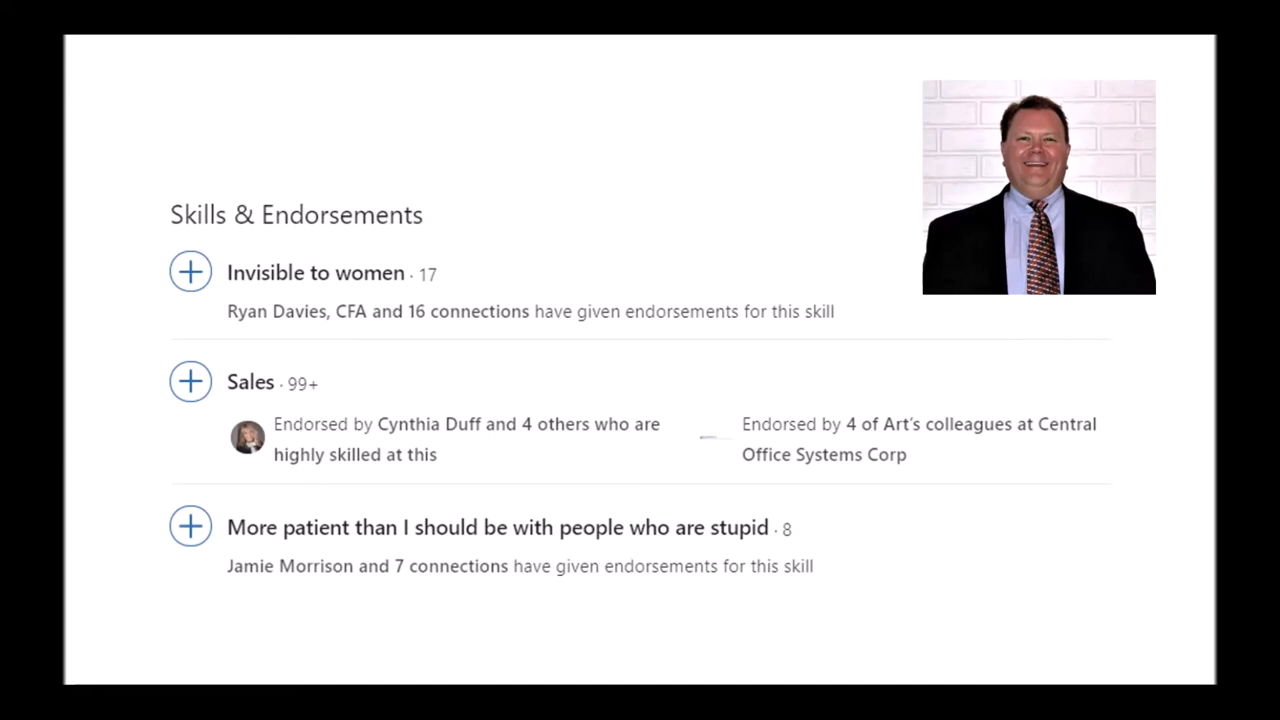 Skills & Endorsements
Invisible to women · 17
Ryan Davies, CFA and 16 connections have given endorsements for this skill
Sales · 99+
Endorsed by Cynthia Duff and 4 others who are
highly skilled at this
Endorsed by 4 of Art's colleagues at Central
Office Systems Corp
More patient than I should be with people who are stupid · 8
Jamie Morrison and 7 connections have given endorsements for this skill